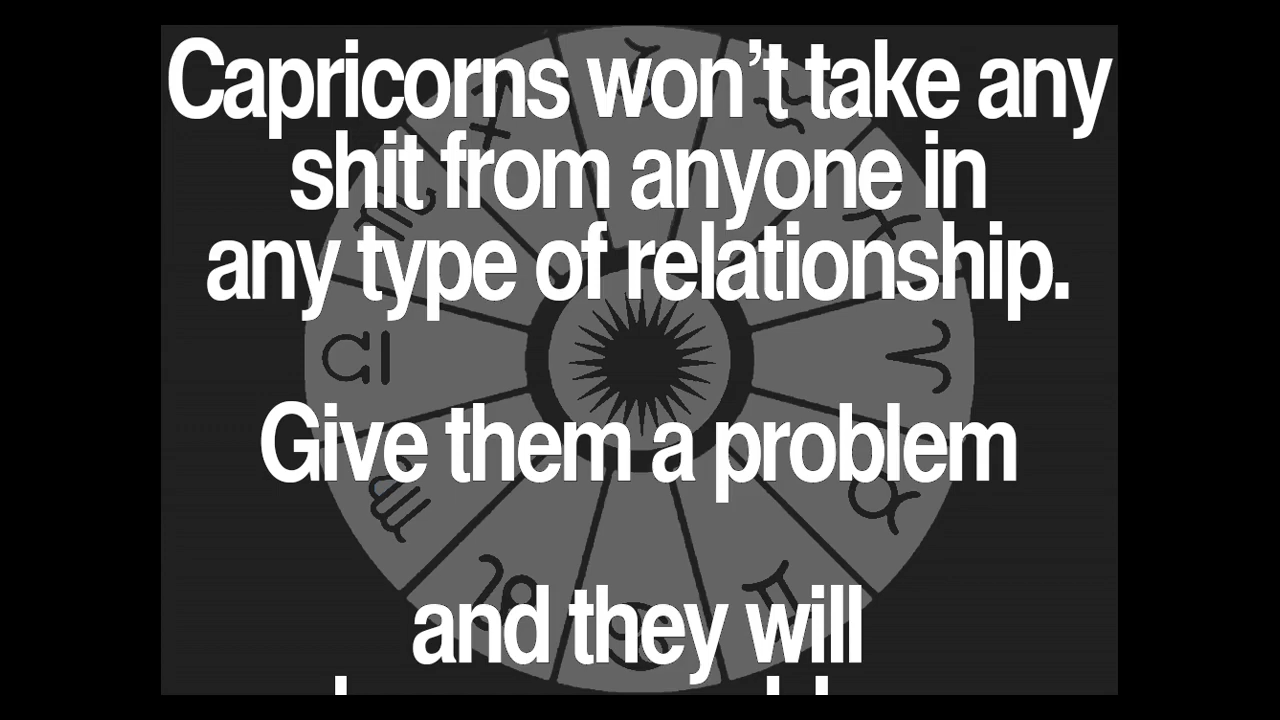 Capricorns won’t take any
shit from anyone in
any type of relationship.
Give them a problem
and they will